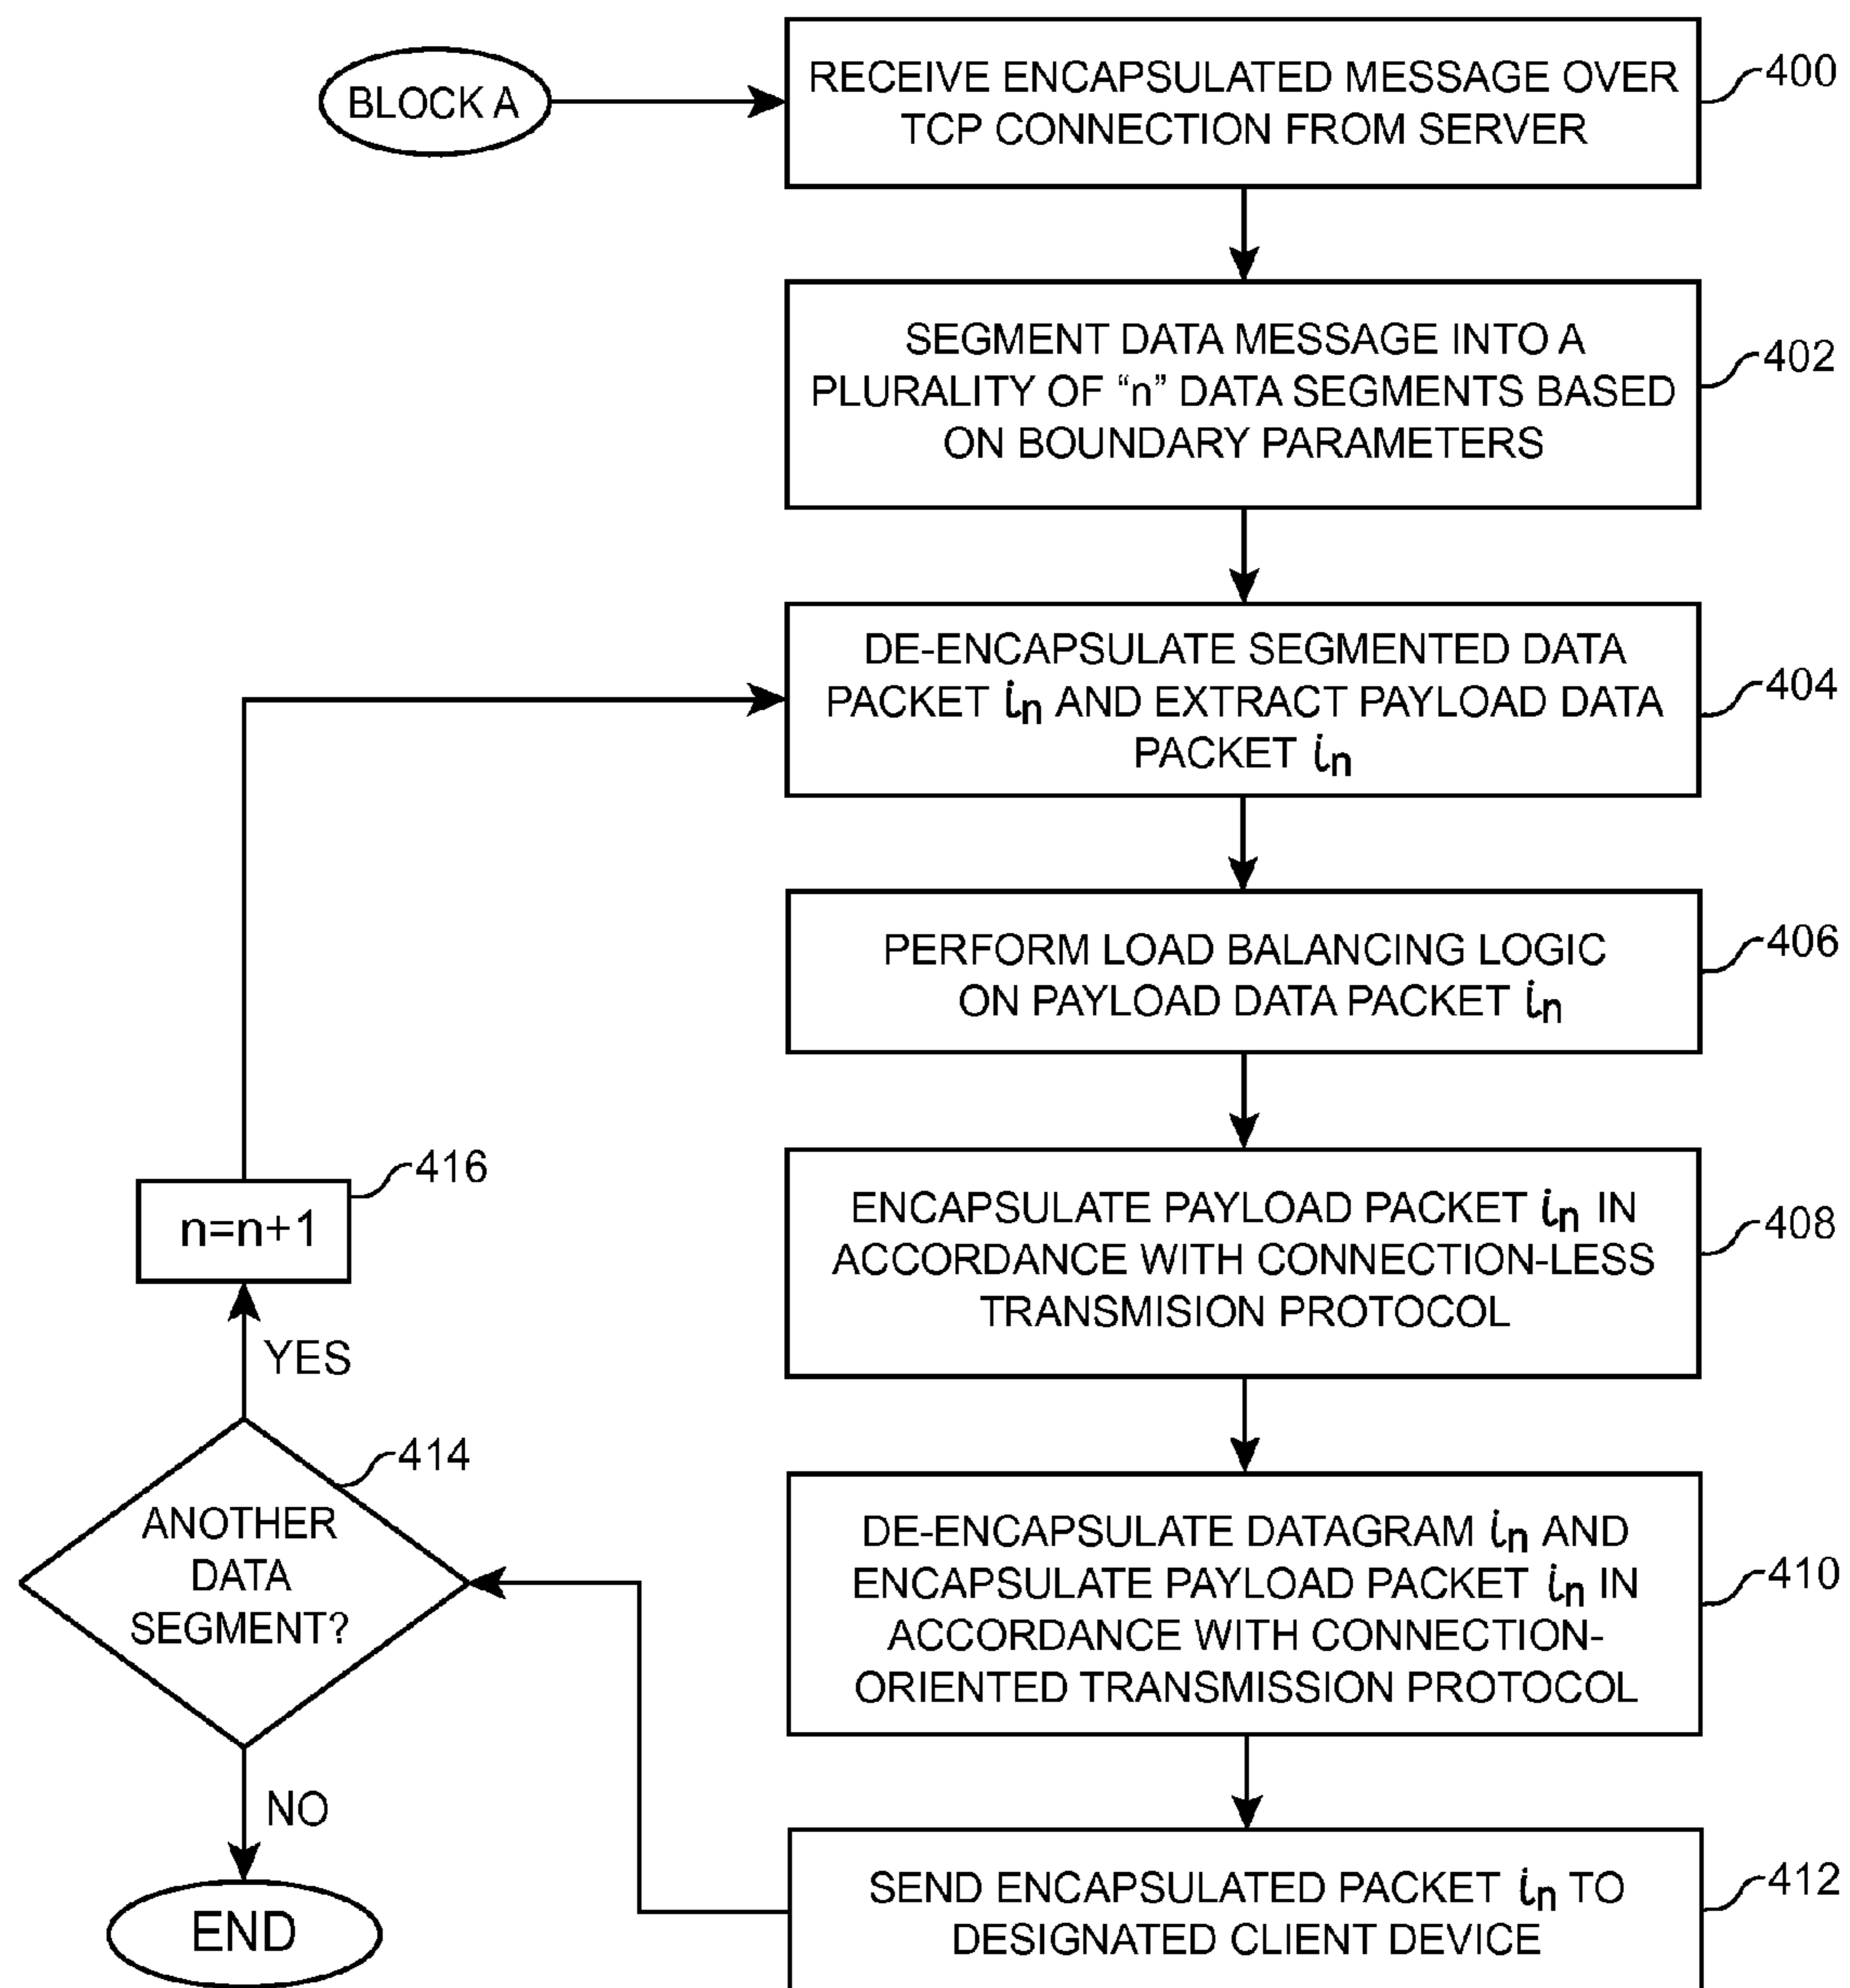 BLOCK A
RECEIVE ENCAPSULATED MESSAGE OVER
TCP CONNECTION FROM SERVER
400
SEGMENT DATA MESSAGE INTO A
PLURALITY OF “n” DATA SEGMENTS BASED
ON BOUNDARY PARAMETERS
402
DE-ENCAPSULATE SEGMENTED DATA
PACKET in AND EXTRACT PAYLOAD DATA
PACKET in
404
PERFORM LOAD BALANCING LOGIC
ON PAYLOAD DATA PACKET in
406
ENCAPSULATE PAYLOAD PACKET in IN
ACCORDANCE WITH CONNECTION-LESS
TRANSMISION PROTOCOL
408
DE-ENCAPSULATE DATAGRAM in AND
ENCAPSULATE PAYLOAD PACKET in IN
ACCORDANCE WITH CONNECTION-
ORIENTED TRANSMISSION PROTOCOL
410
SEND ENCAPSULATED PACKET in TO
DESIGNATED CLIENT DEVICE
412
ANOTHER
DATA
SEGMENT?
414
YES
n=n+1
416
NO
END